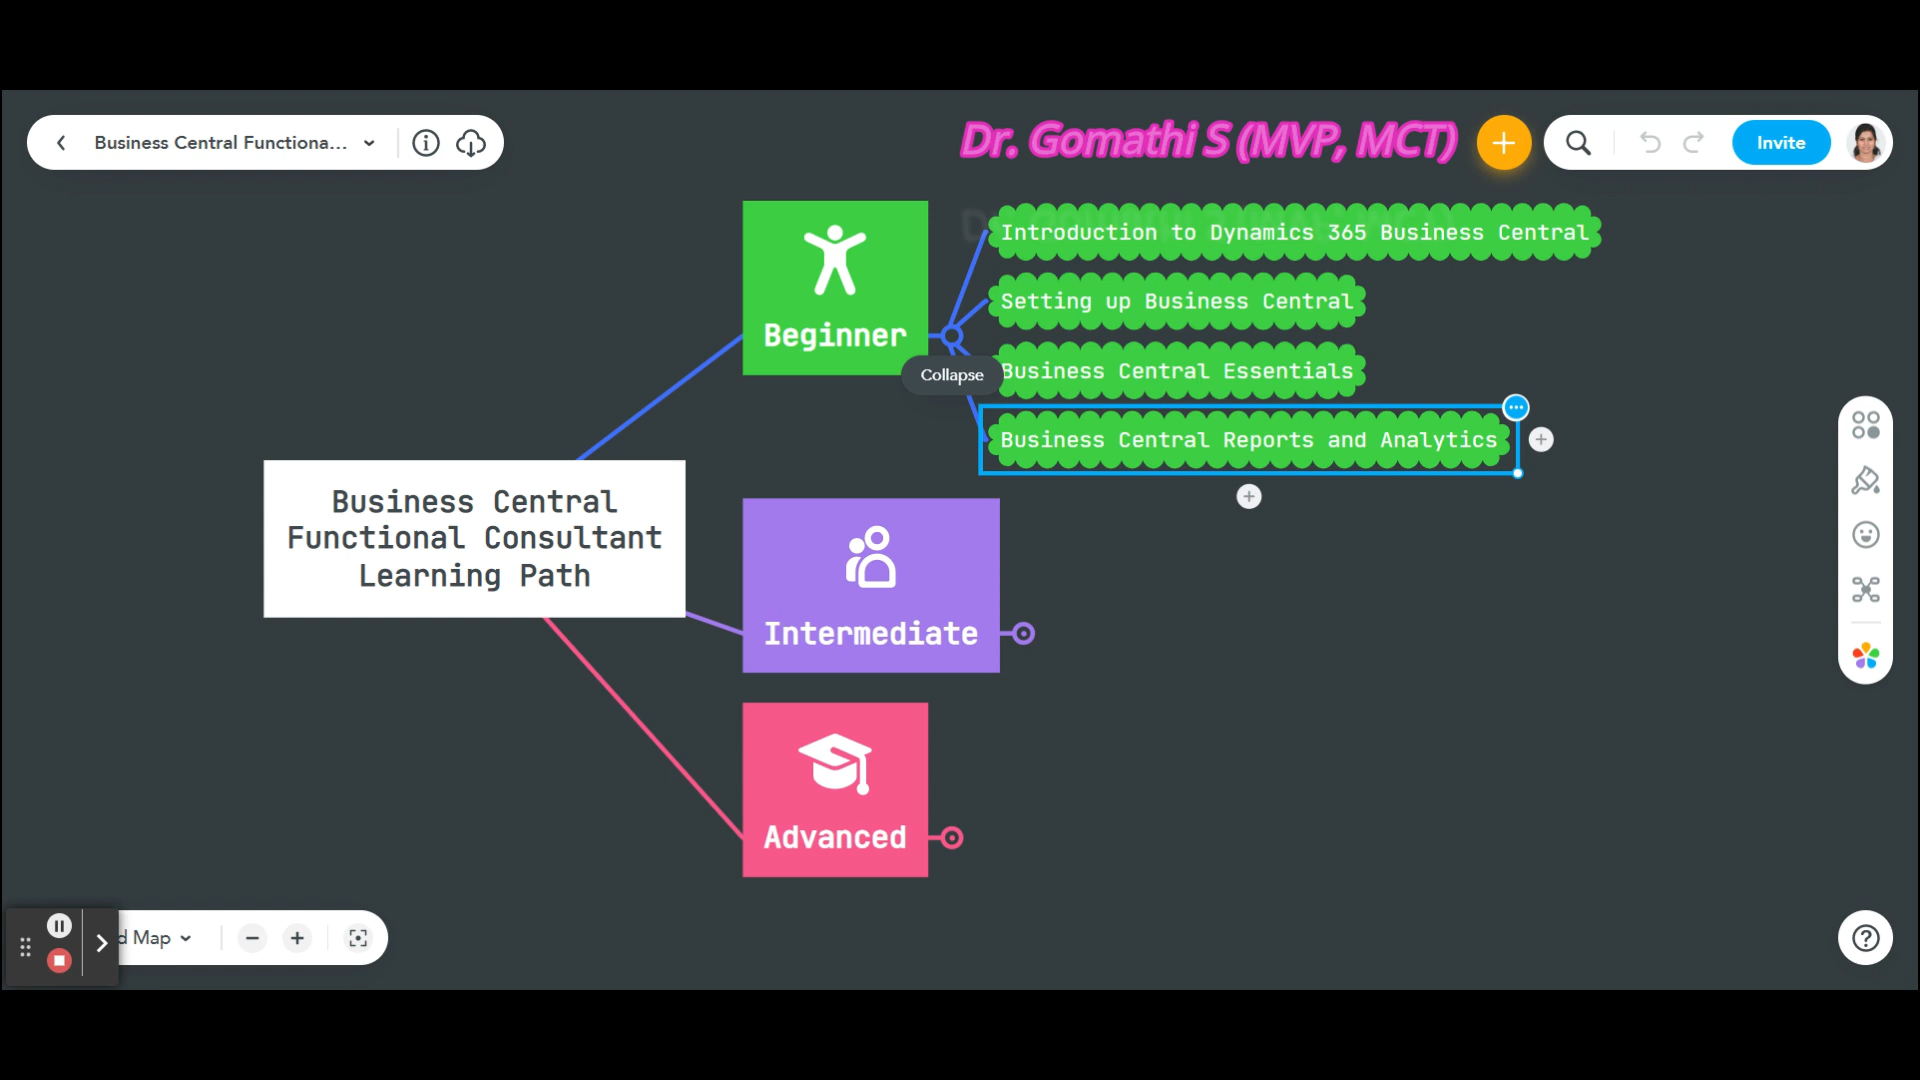 Business Central Functiona...
Dr. Gomathi S (MVP, MCT)
Invite
Introduction to Dynamics 365 Business Central
Setting up Business Central
Beginner
Collapse
Business Central Essentials
Business Central Reports and Analytics
Business Central
Functional Consultant
Learning Path
Intermediate
Advanced
d Map